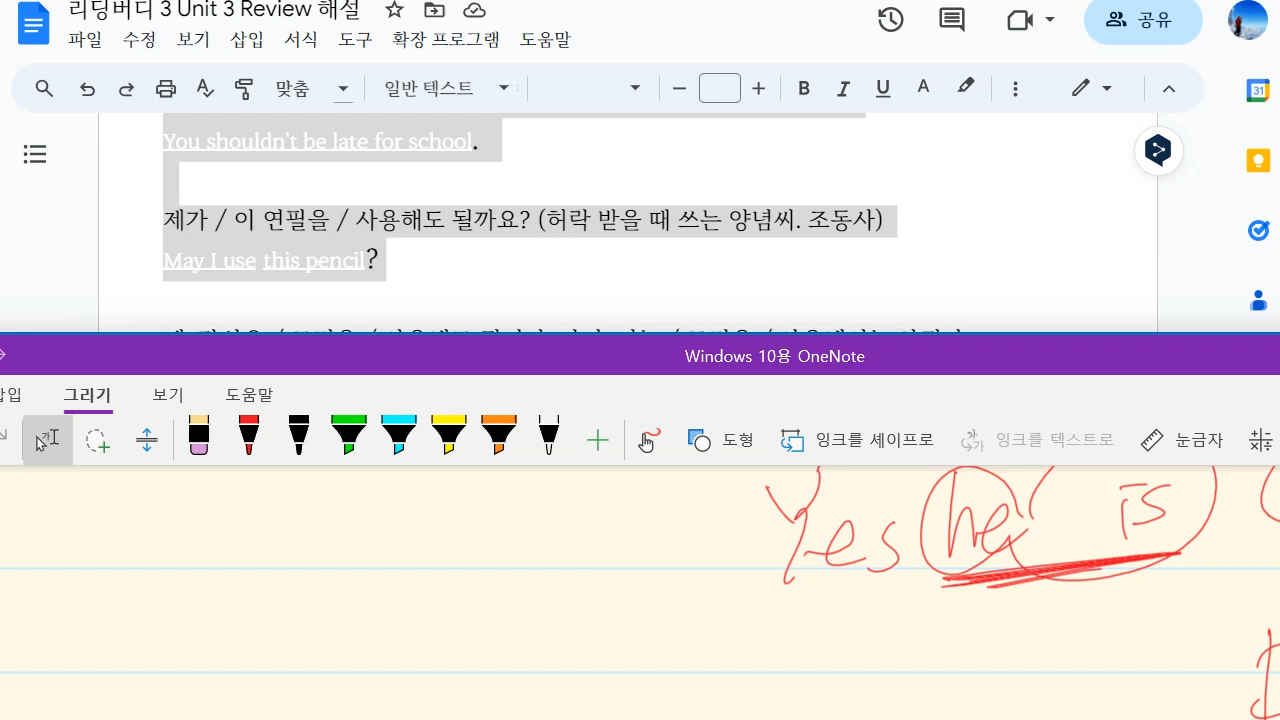 리딩버디 3 Unit 3 Review 해설
파일 수정 보기 삽입 서식 도구 확장 프로그램 도움말
공유
맞춤 일반 텍스트 B I U A
31
You shouldn't be late for school.
제가 / 이 연필을 / 사용해도 될까요? (허락 받을 때 쓰는 양념씨. 조동사)
May I use this pencil?
Windows 10용 OneNote
삽입 그리기 보기 도움말
도형 잉크를 셰이프로 잉크를 텍스트로 눈금자
Yes he is